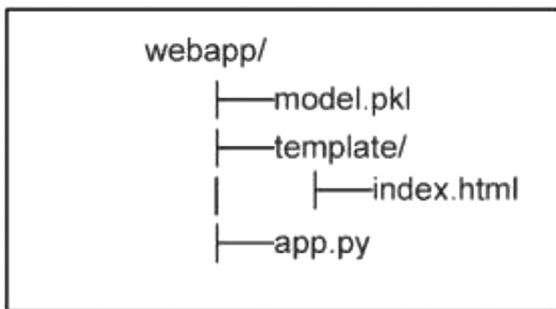 webapp/
model.pkl
template/
index.html
app.py